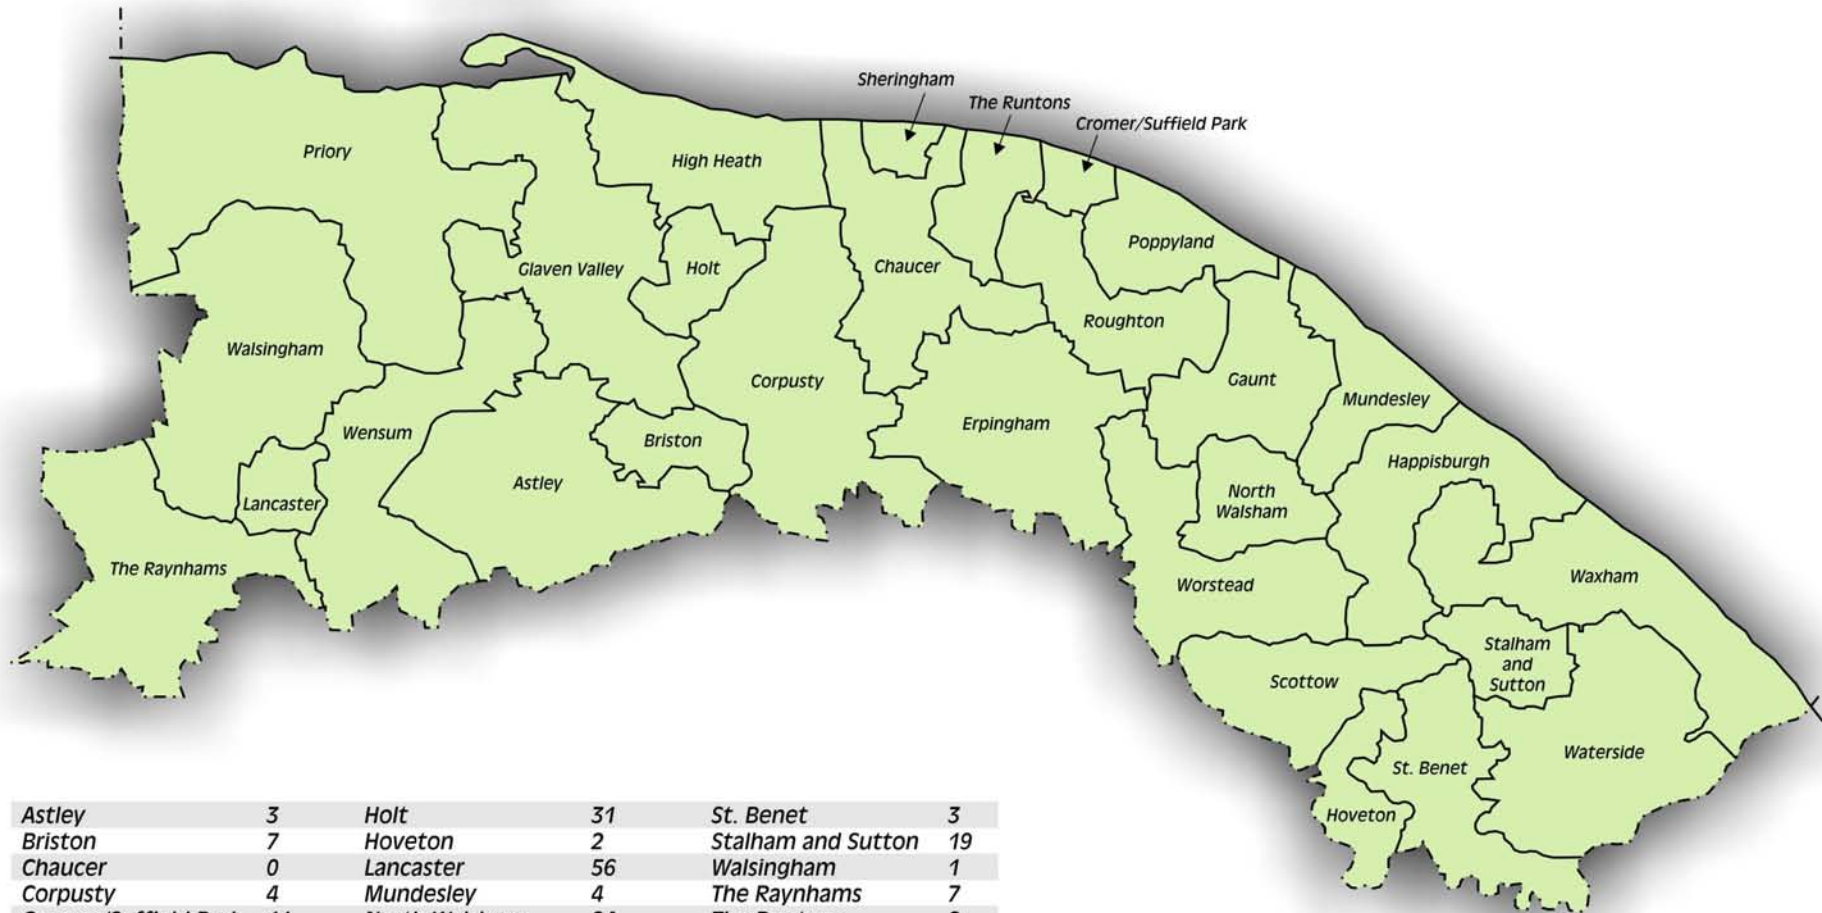 Sheringham
The Runtons
Cromer/Suffield Park
Priory
High Heath
Poppyland
Glaven Valley
Holt
Chaucer
Roughton
Walsingham
Corpusty
Gaunt
Mundesley
Wensum
Briston
Erpingham
Happisburgh
Astley
Lancaster
North
Walsham
The Raynhams
Worstead
Waxham
Stalham
and
Sutton
Scottow
Waterside
St. Benet
Hoveton
Astley 3 Holt 31 St. Benet 3
Briston 7 Hoveton 2 Stalham and Sutton 19
Chaucer 0 Lancaster 56 Walsingham 1
Corpusty 4 Mundesley 4 The Raynhams 7